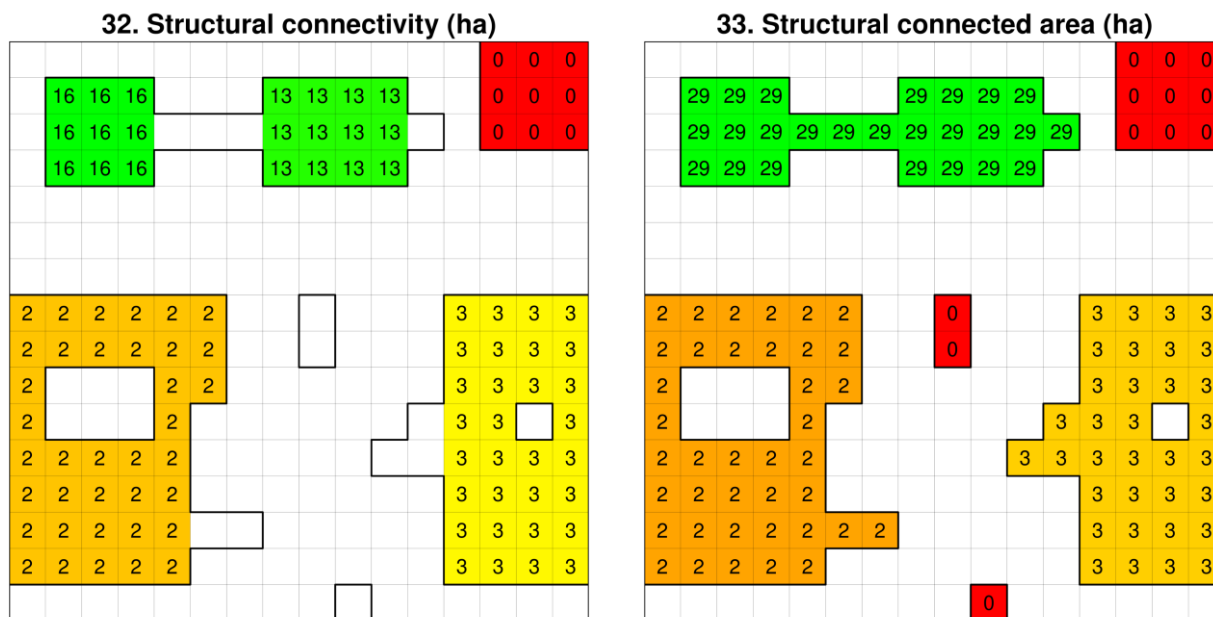 32. Structural connectivity (ha)
0 0 0
16 16 16 13 13 13 13 0 0 0
16 16 16 13 13 13 13 0 0 0
16 16 16 13 13 13 13
2 2 2 2 2 2 3 3 3 3
2 2 2 2 2 2 3 3 3 3
2 2 2 3 3 3 3
2 2 3 3 3
2 2 2 2 2 3 3 3 3
2 2 2 2 2 3 3 3 3
2 2 2 2 2 3 3 3 3
2 2 2 2 2 3 3 3 3
33. Structural connected area (ha)
0 0 0
29 29 29 29 29 29 29 0 0 0
29 29 29 29 29 29 29 29 29 29 29 0 0 0
29 29 29 29 29 29 29
2 2 2 2 2 2 0 3 3 3 3
2 2 2 2 2 2 0 3 3 3 3
2 2 2 3 3 3 3
2 2 3 3 3 3
2 2 2 2 2 3 3 3 3 3 3
2 2 2 2 2 3 3 3 3
2 2 2 2 2 2 2 3 3 3 3
2 2 2 2 2 3 3 3 3
0